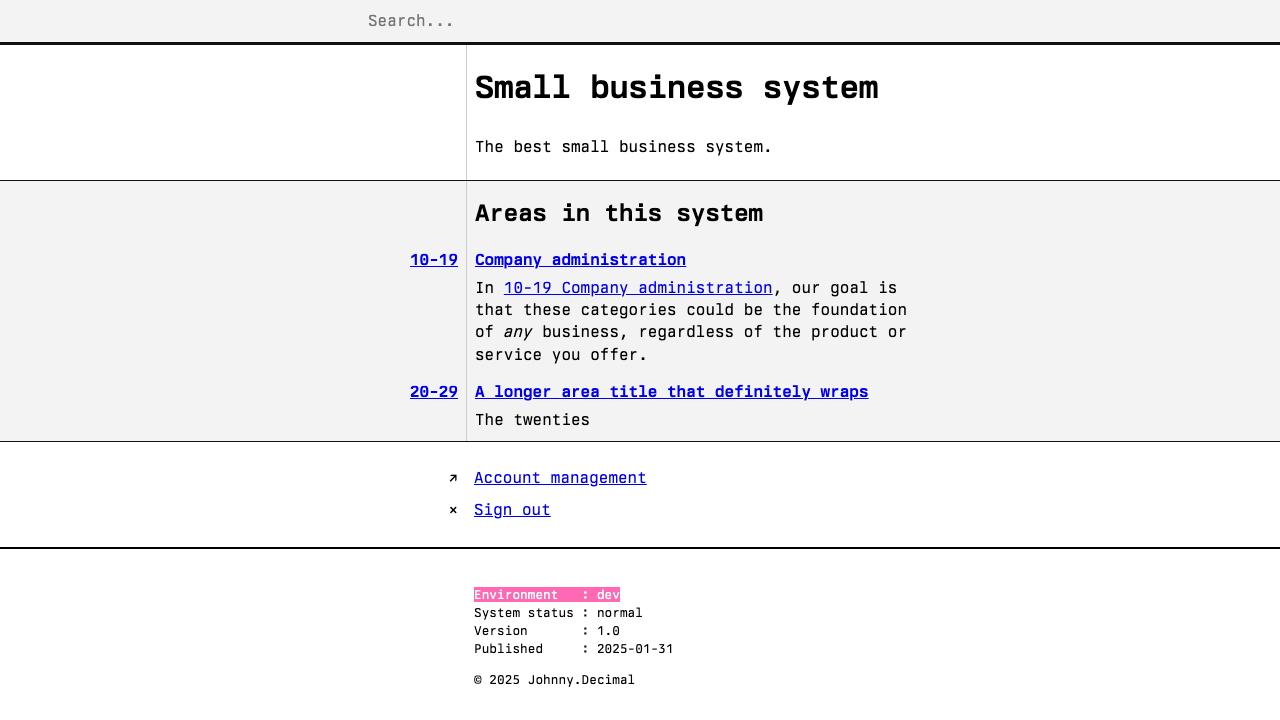 Search...
Small business system
The best small business system.
Areas in this system
10-19 Company administration
In 10-19 Company administration, our goal is
that these categories could be the foundation
of any business, regardless of the product or
service you offer.
20-29 A longer area title that definitely wraps
The twenties
↗ Account management
× Sign out
Environment   : dev
System status : normal
Version       : 1.0
Published     : 2025-01-31
© 2025 Johnny.Decimal